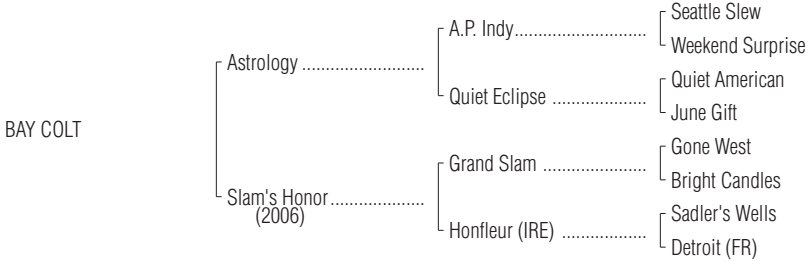 Seattle Slew
A.P. Indy............................
Weekend Surprise
Astrology ..........................
Quiet American
Quiet Eclipse ....................
June Gift
BAY COLT
Gone West
Grand Slam ......................
Bright Candles
Slam's Honor....................
(2006)
Sadler's Wells
Honfleur (IRE) ..................
Detroit (FR)